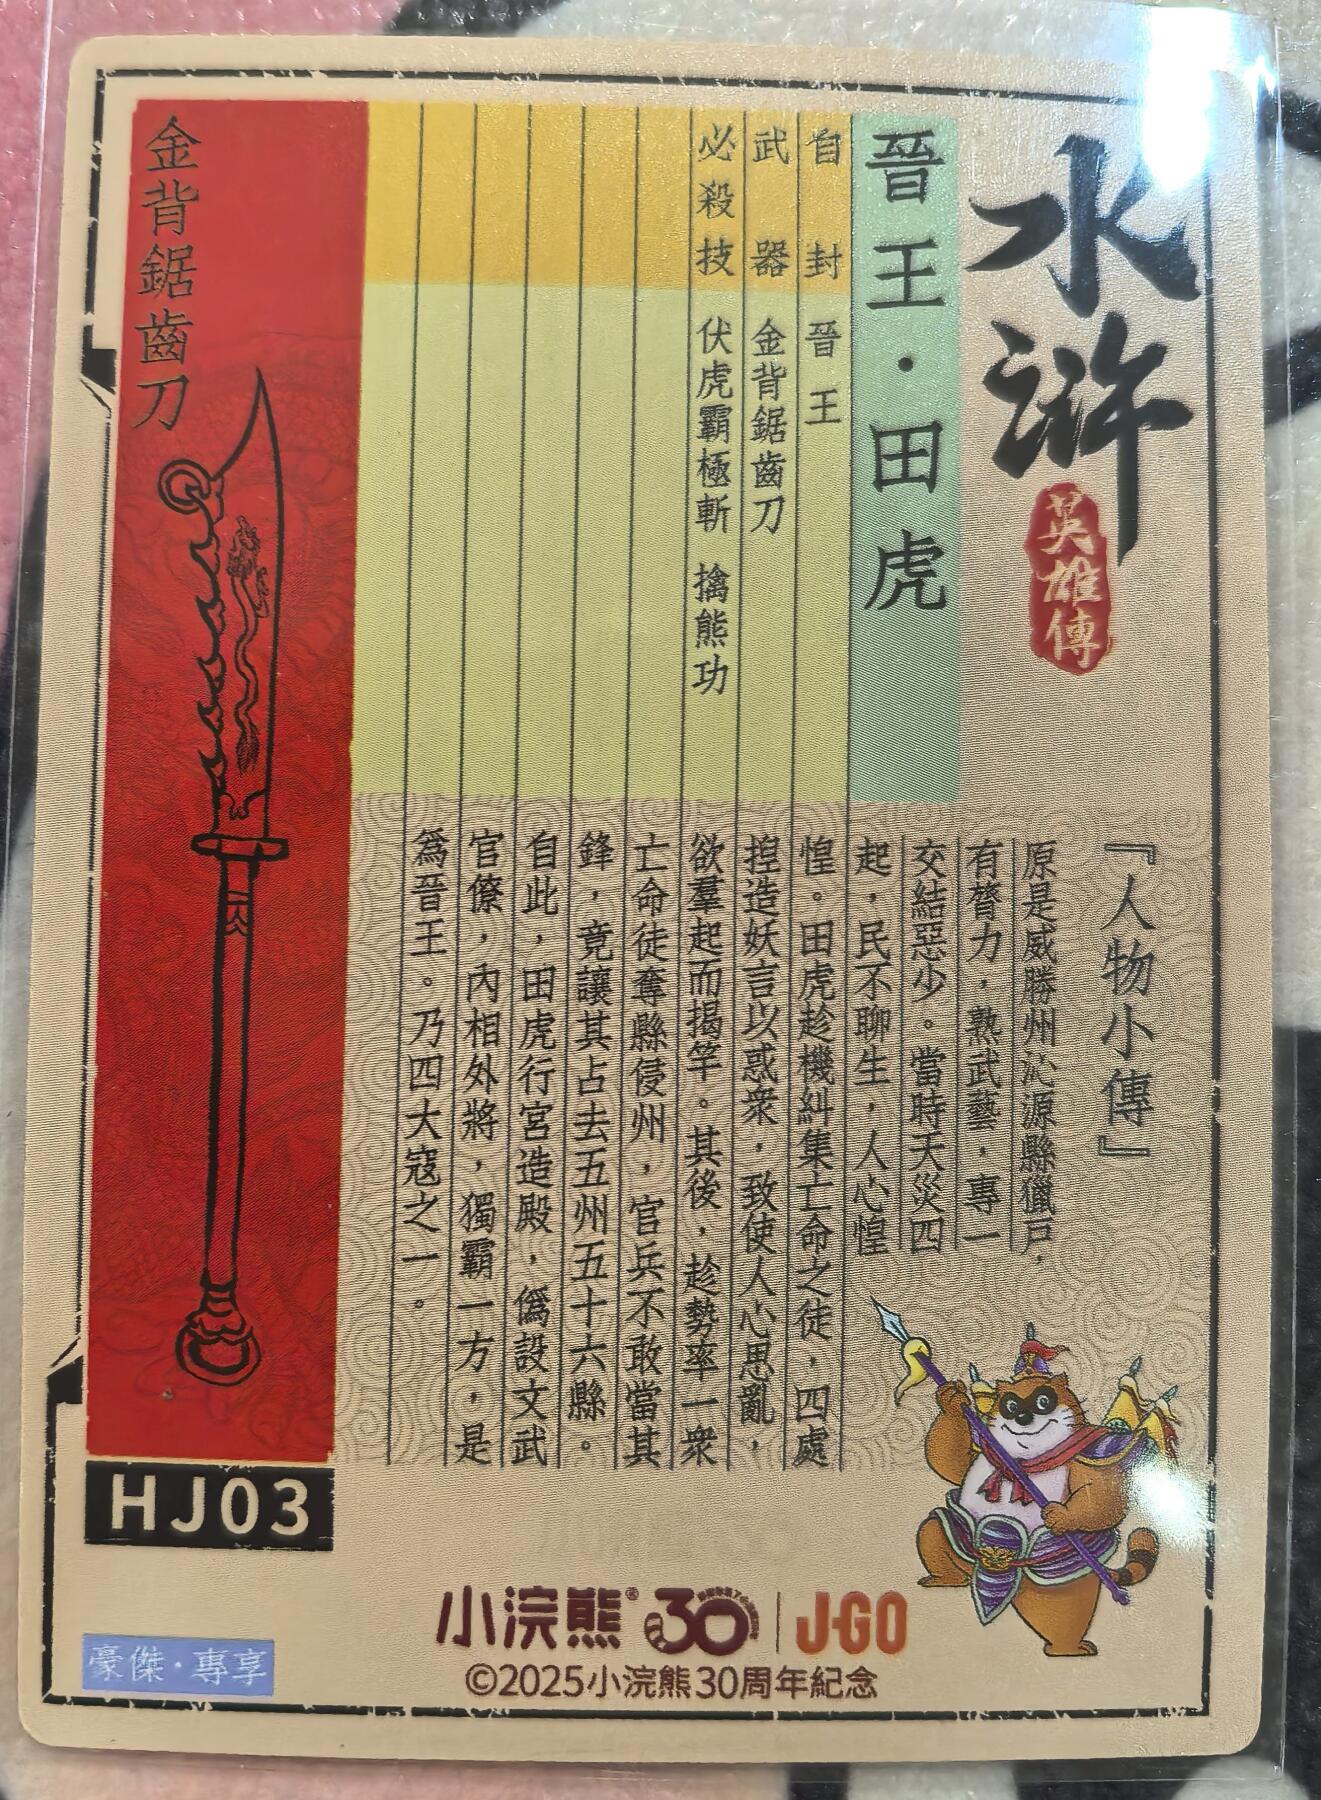 水滸
英雄傳
晉王·田虎
自封 晉王
武器 金背鋸齒刀
必殺技 伏虎霸極斬 擒熊功
『人物小傳』
原是威勝州沁源縣獵戶，
有膂力，熟武藝，專一
交結惡少。當時天災四
起，民不聊生，人心惶
惶。田虎趁機糾集亡命之徒，四處
揑造妖言以惑衆，致使人心思亂，
欲羣起而揭竿。其後，趁勢率一衆
亡命徒奪縣侵州，官兵不敢當其
鋒，竟讓其占去五州五十六縣。
自此，田虎行宮造殿，僞設文武
官僚，內相外將，獨霸一方，是
爲晉王。乃四大寇之一。
金背鋸齒刀
HJ03
豪傑·專享
小浣熊® 30 | J-GO
©2025小浣熊30周年紀念